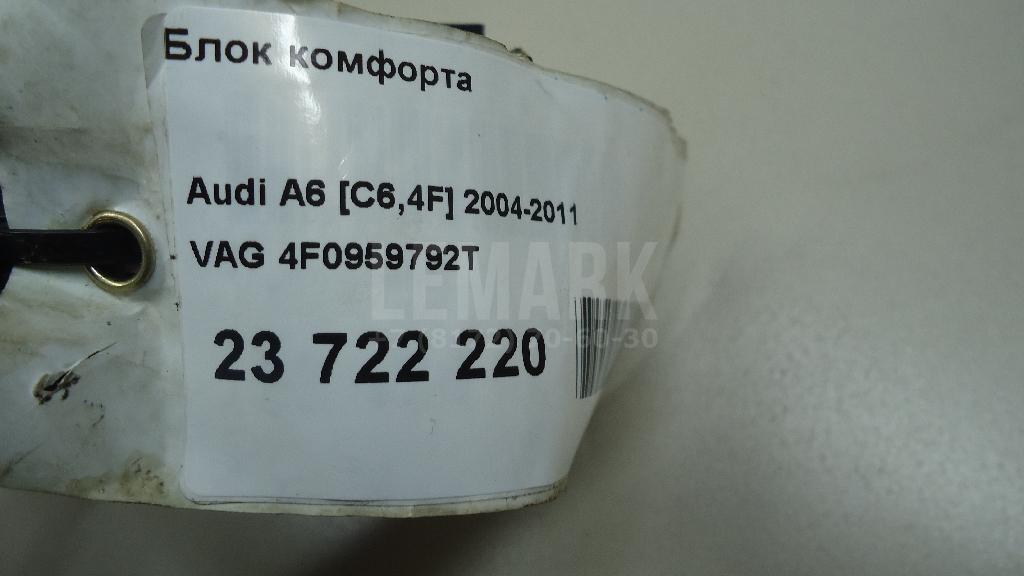 Блок комфорта
Audi A6 [C6,4F] 2004-2011
VAG 4F0959792T
LEMARK
23 722 220